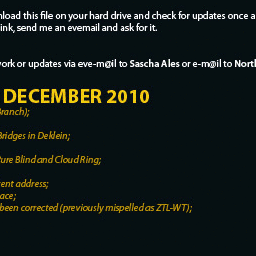 load this file on your hard drive and check for updates once a
ink, send me an evemail and ask for it.
work or updates via eve-m@il to Sascha Ales or e-m@il to North
DECEMBER 2010
Branch);
Bridges in Deklein;
Pure Blind and Cloud Ring;
ent address;
ace;
been corrected (previously mispelled as ZTL-WT);